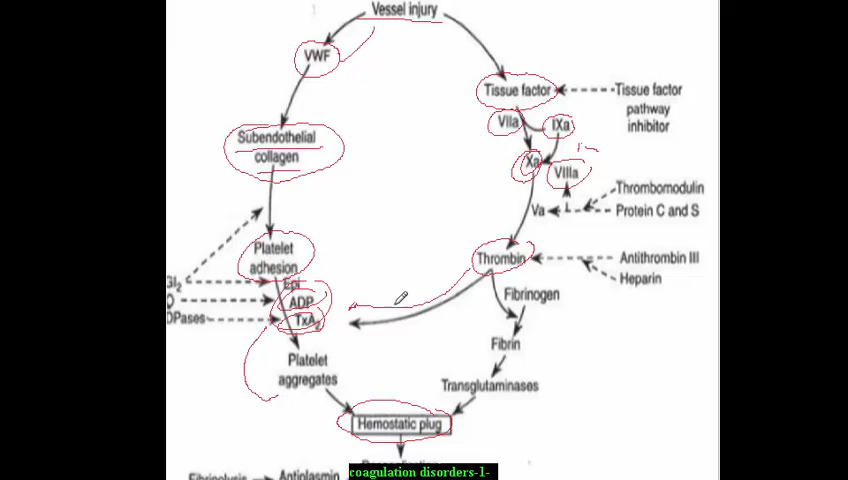 Vessel injury
VWF
Tissue factor
Tissue factor
pathway
inhibitor
VIIa
IXa
Subendothelial
collagen
Xa
VIIIa
Thrombomodulin
Va
Protein C and S
Platelet
adhesion
Thrombin
Antithrombin III
Heparin
GI2
Epi
ADP
TxA2
O
DPases
Fibrinogen
Fibrin
Platelet
aggregates
Transglutaminases
Hemostatic plug
Fibrinolysis
Antiplasmin
coagulation disorders-1-